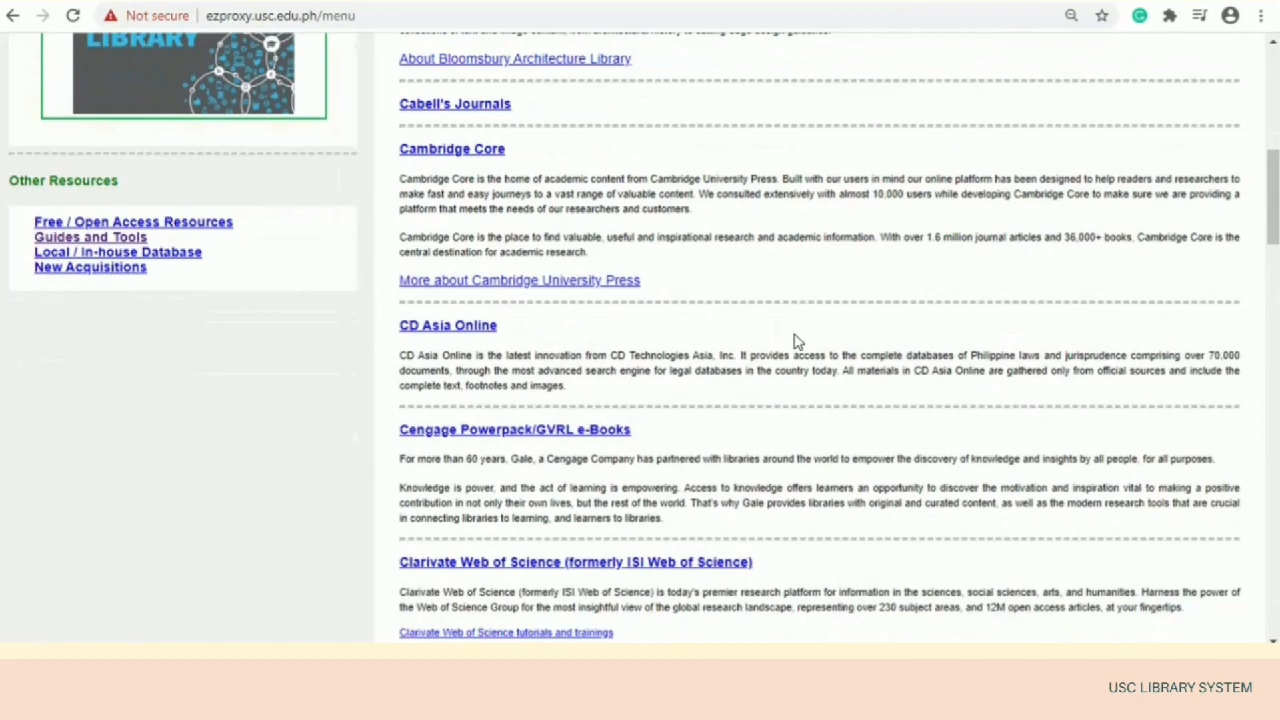 Not secure
ezproxy.usc.edu.ph/menu
LIBRARY
Other Resources
Free / Open Access Resources
Guides and Tools
Local / In-house Database
New Acquisitions
About Bloomsbury Architecture Library
Cabell's Journals
Cambridge Core
Cambridge Core is the home of academic content from Cambridge University Press. Built with our users in mind our online platform has been designed to help readers and researchers to
make fast and easy journeys to a vast range of valuable content. We consulted extensively with almost 10,000 users while developing Cambridge Core to make sure we are providing a
platform that meets the needs of our researchers and customers.
Cambridge Core is the place to find valuable, useful and inspirational research and academic information. With over 1.6 million journal articles and 36,000+ books, Cambridge Core is the
central destination for academic research.
More about Cambridge University Press
CD Asia Online
CD Asia Online is the latest innovation from CD Technologies Asia, Inc. It provides access to the complete databases of Philippine laws and jurisprudence comprising over 70,000
documents, through the most advanced search engine for legal databases in the country today. All materials in CD Asia Online are gathered only from official sources and include the
complete text, footnotes and images.
Cengage Powerpack/GVRL e-Books
For more than 60 years, Gale, a Cengage Company has partnered with libraries around the world to empower the discovery of knowledge and insights by all people, for all purposes.
Knowledge is power, and the act of learning is empowering. Access to knowledge offers learners an opportunity to discover the motivation and inspiration vital to making a positive
contribution in not only their own lives, but the rest of the world. That's why Gale provides libraries with original and curated content, as well as the modern research tools that are crucial
in connecting libraries to learning, and learners to libraries.
Clarivate Web of Science (formerly ISI Web of Science)
Clarivate Web of Science (formerly ISI Web of Science) is today's premier research platform for information in the sciences, social sciences, arts, and humanities. Harness the power of
the Web of Science Group for the most insightful view of the global research landscape, representing over 230 subject areas, and 12M open access articles, at your fingertips.
Clarivate Web of Science tutorials and trainings
USC LIBRARY SYSTEM